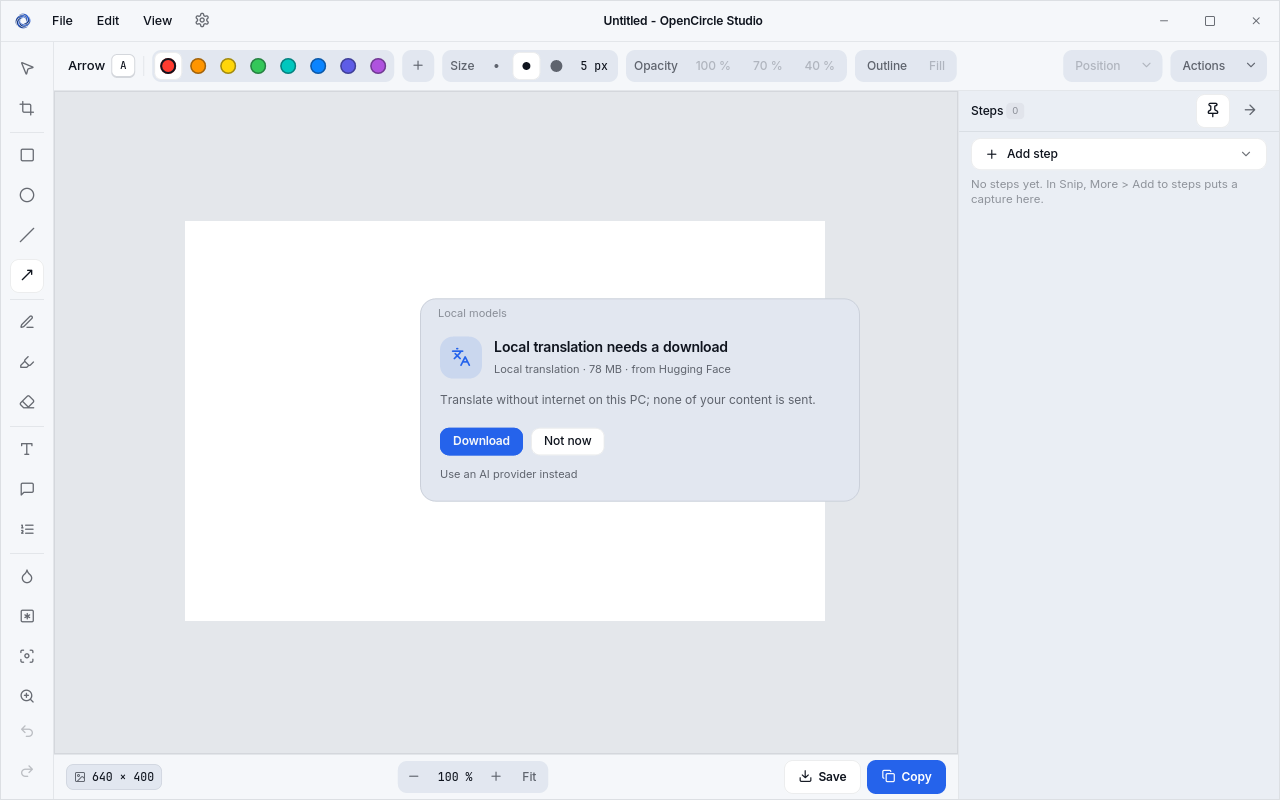 File Edit View
Untitled - OpenCircle Studio
Arrow A
Size 5 px
Opacity 100 % 70 % 40 %
Outline Fill
Position
Actions
Steps 0
Add step
No steps yet. In Snip, More > Add to steps puts a
capture here.
Local models
Local translation needs a download
Local translation · 78 MB · from Hugging Face
Translate without internet on this PC; none of your content is sent.
Download Not now
Use an AI provider instead
640 × 400
100 % Fit
Save Copy